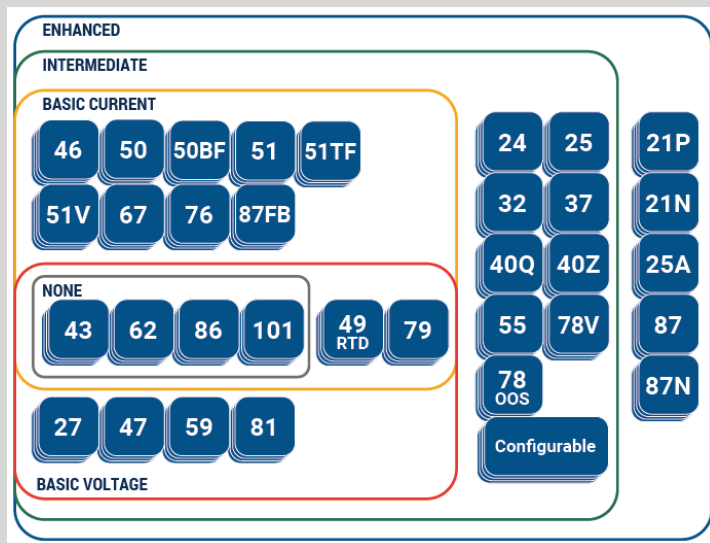 ENHANCED
INTERMEDIATE
BASIC CURRENT
46 50 50BF 51 51TF
51V 67 76 87FB
NONE
43 62 86 101 49 RTD 79
27 47 59 81
BASIC VOLTAGE
24 25
32 37
40Q 40Z
55 78V
78 OOS
Configurable
21P
21N
25A
87
87N